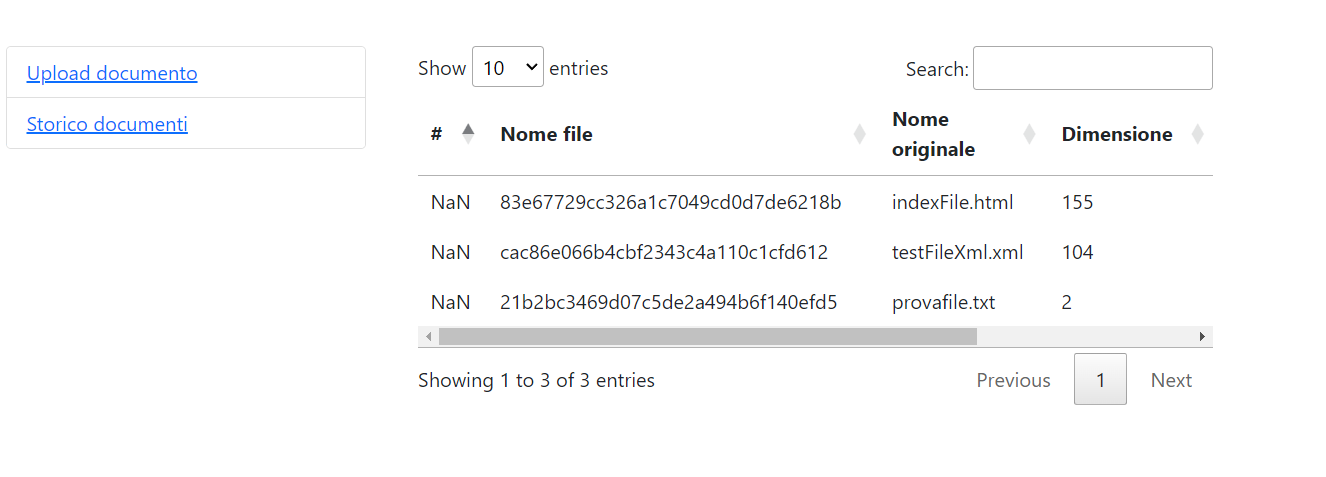 Upload documento
Storico documenti
Show 10 entries
Search:
# Nome file Nome originale Dimensione
NaN 83e67729cc326a1c7049cd0d7de6218b indexFile.html 155
NaN cac86e066b4cbf2343c4a110c1cfd612 testFileXml.xml 104
NaN 21b2bc3469d07c5de2a494b6f140efd5 provafile.txt 2
Showing 1 to 3 of 3 entries
Previous 1 Next